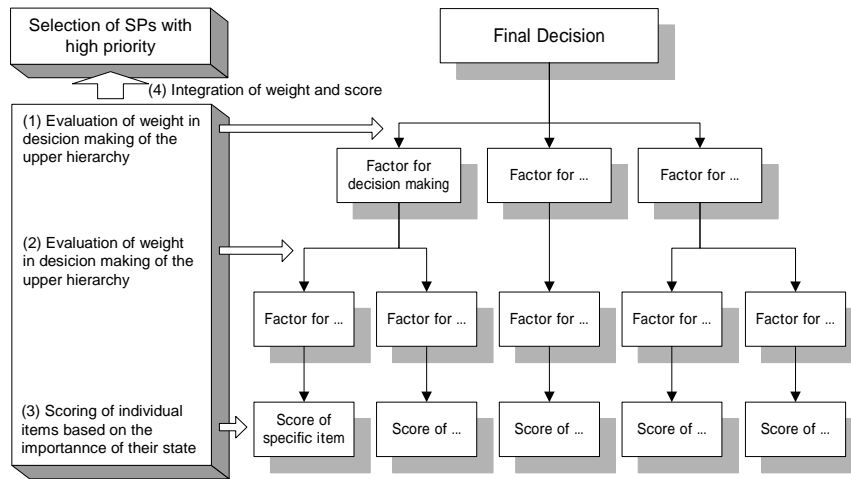 Selection of SPs with
high priority
(4) Integration of weight and score
(1) Evaluation of weight in
desicion making of the
upper hierarchy
(2) Evaluation of weight
in desicion making of the
upper hierarchy
(3) Scoring of individual
items based on the
importannce of their state
Final Decision
Factor for
decision making
Factor for ...
Factor for ...
Factor for ...
Factor for ...
Factor for ...
Factor for ...
Factor for ...
Score of
specific item
Score of ...
Score of ...
Score of ...
Score of ...